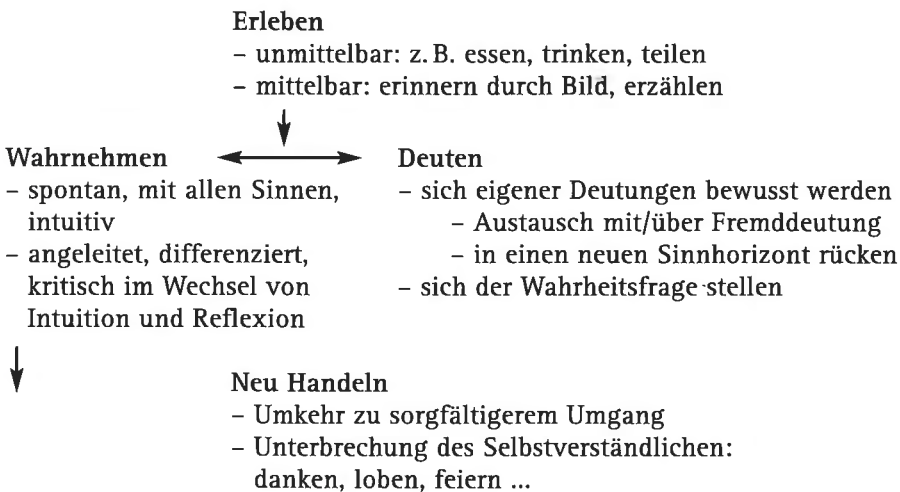 Erleben
– unmittelbar: z. B. essen, trinken, teilen
– mittelbar: erinnern durch Bild, erzählen
Wahrnehmen
– spontan, mit allen Sinnen,
intuitiv
– angeleitet, differenziert,
kritisch im Wechsel von
Intuition und Reflexion
Deuten
– sich eigener Deutungen bewusst werden
– Austausch mit/über Fremddeutung
– in einen neuen Sinnhorizont rücken
– sich der Wahrheitsfrage stellen
Neu Handeln
– Umkehr zu sorgfältigerem Umgang
– Unterbrechung des Selbstverständlichen:
danken, loben, feiern ...